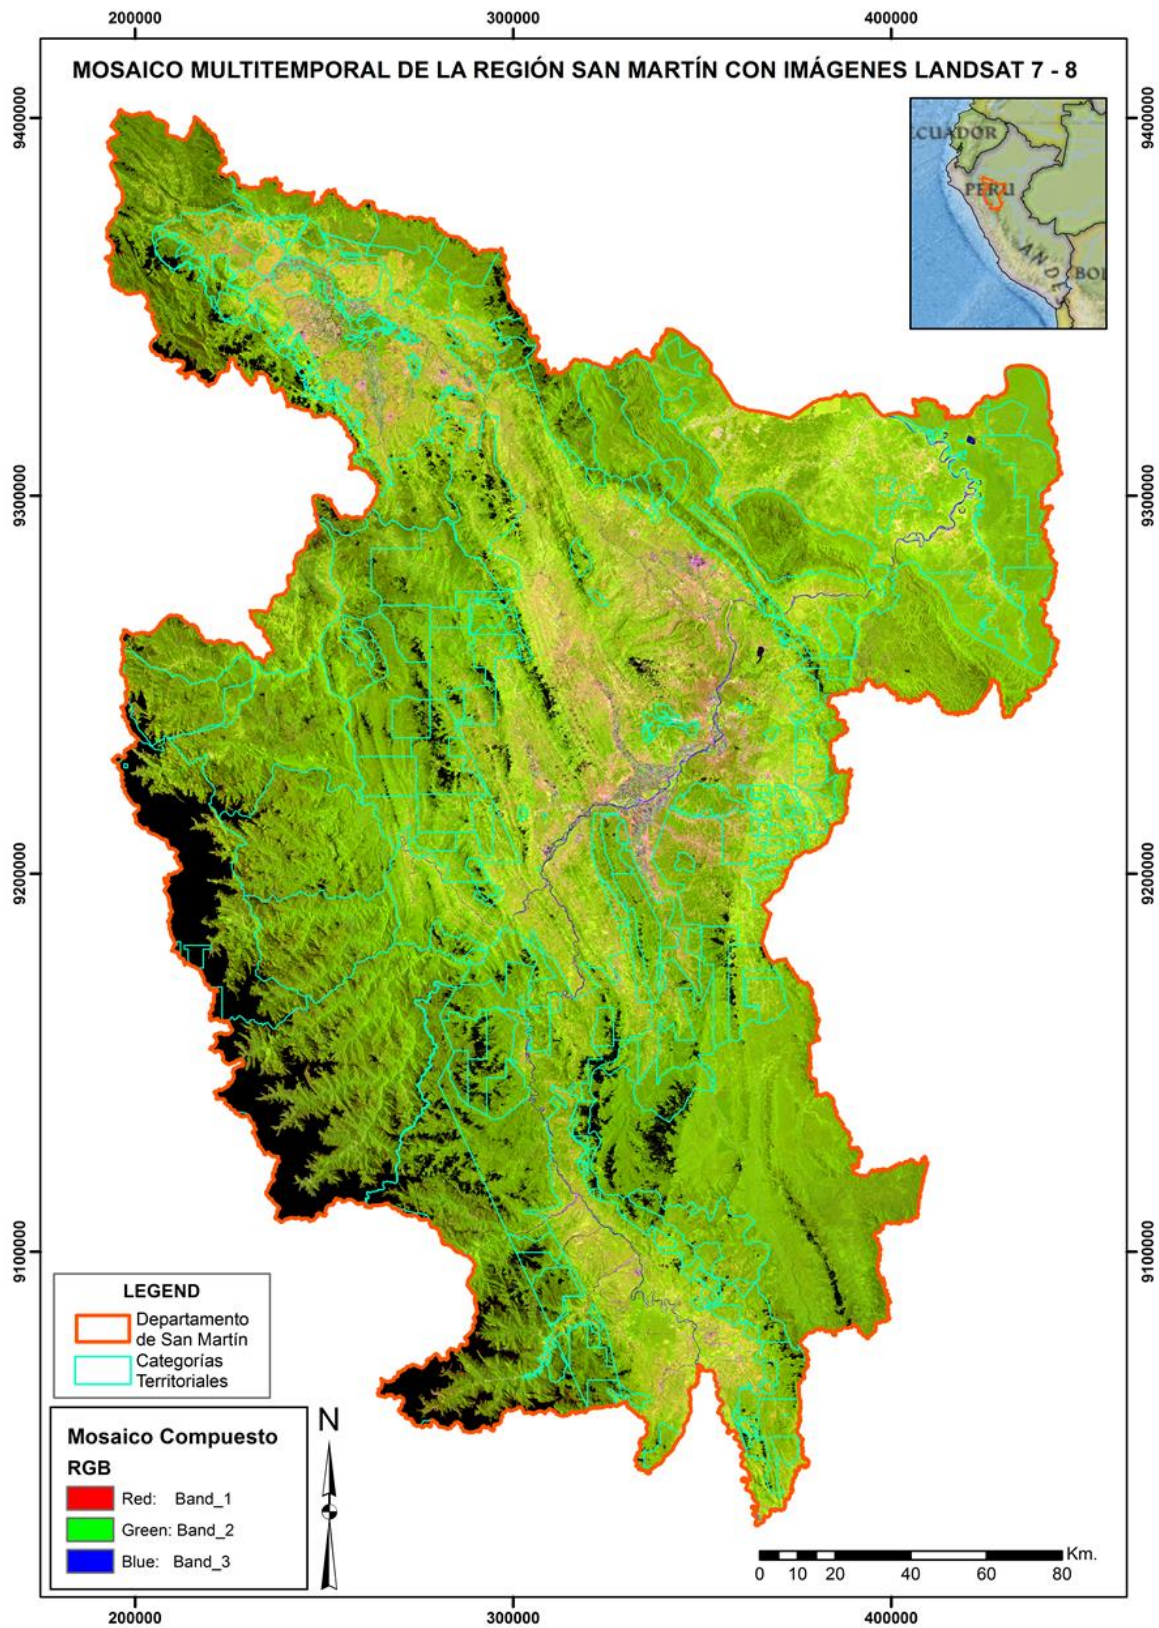 200000 300000 400000
MOSAICO MULTITEMPORAL DE LA REGIÓN SAN MARTÍN CON IMÁGENES LANDSAT 7 - 8
9400000 9400000
ECUADOR
PERU
ANDE
BOL
9300000 9300000
9200000 9200000
9100000 9100000
LEGEND
Departamento
de San Martín
Categorías
Territoriales
Mosaico Compuesto
RGB
Red: Band_1
Green: Band_2
Blue: Band_3
N
Km.
0 10 20 40 60 80
200000 300000 400000